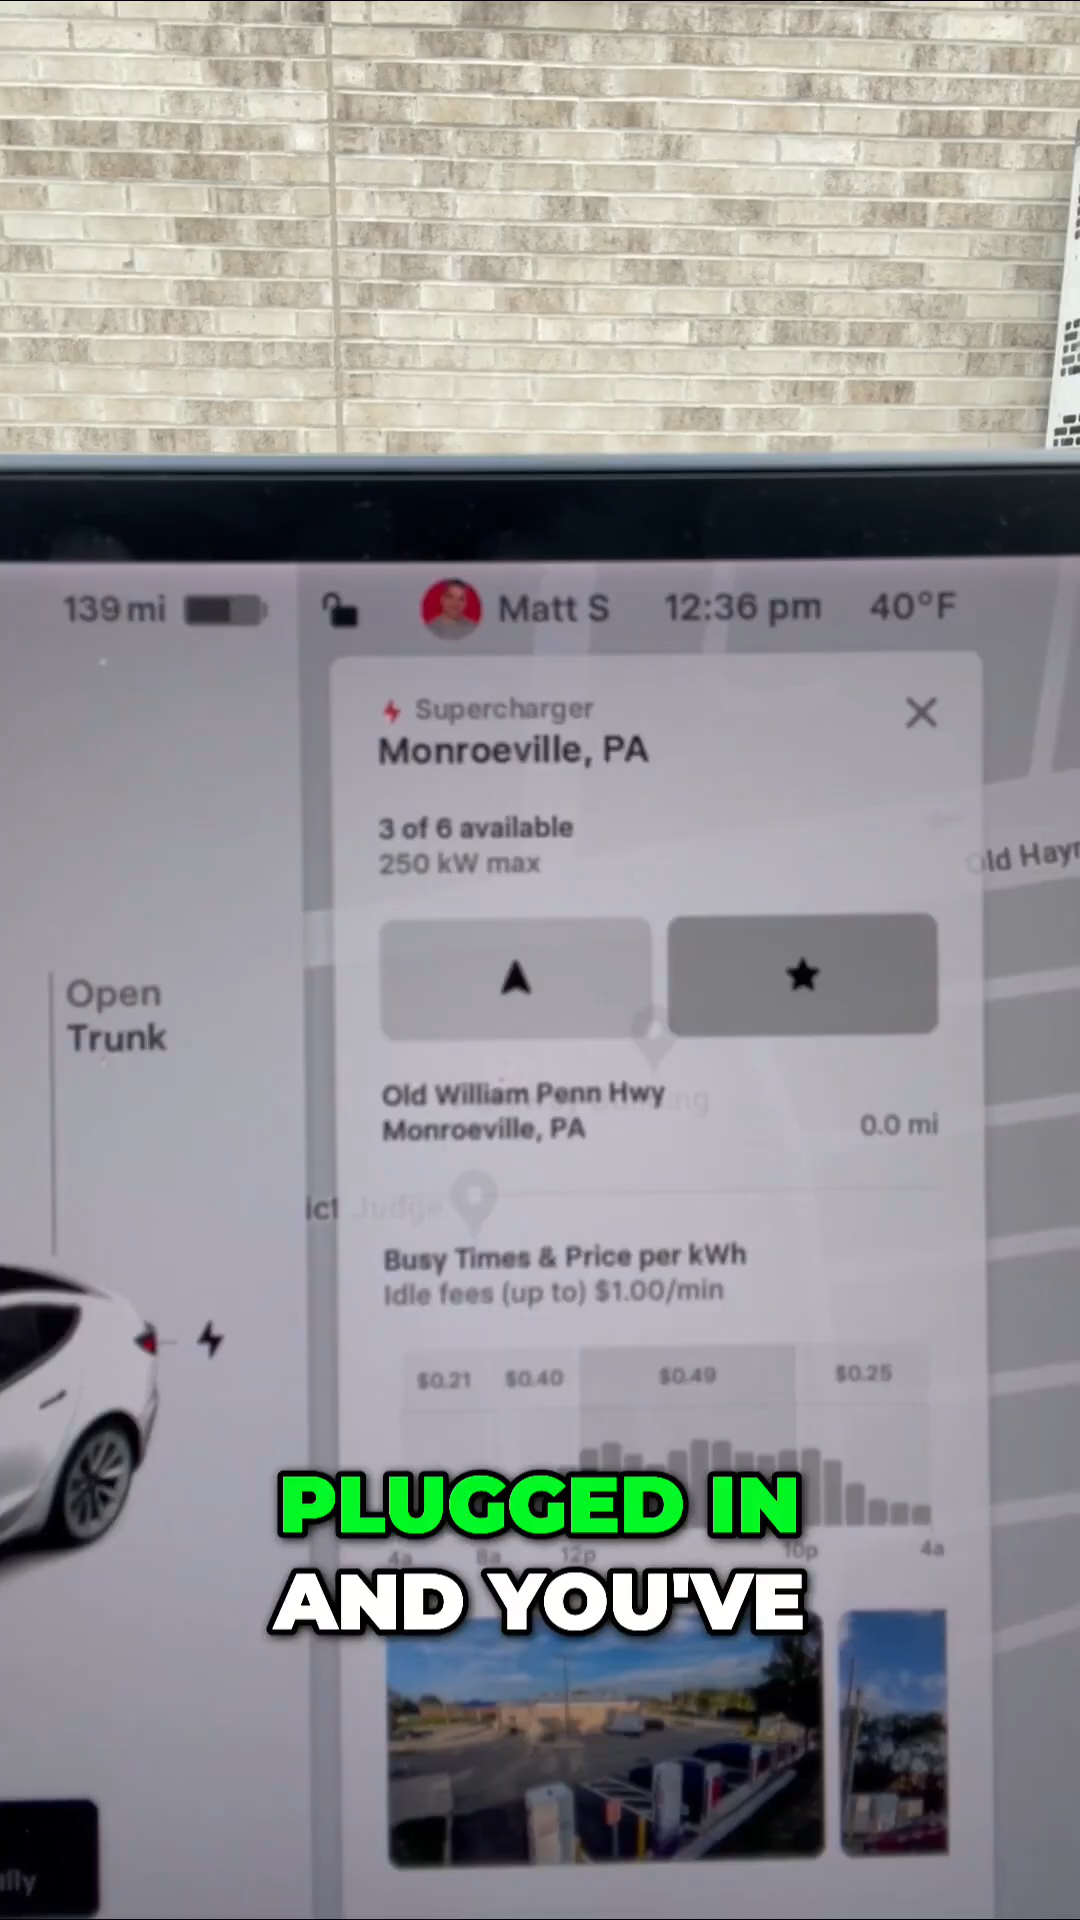 139 mi
Matt S
12:36 pm
40°F
Supercharger
Monroeville, PA
3 of 6 available
250 kW max
Open
Trunk
Old William Penn Hwy
Monroeville, PA
0.0 mi
Judge
Busy Times & Price per kWh
Idle fees (up to) $1.00/min
$0.21 $0.40 $0.49 $0.25
PLUGGED IN
4a 8a 12p 10p 4a
AND YOU'VE